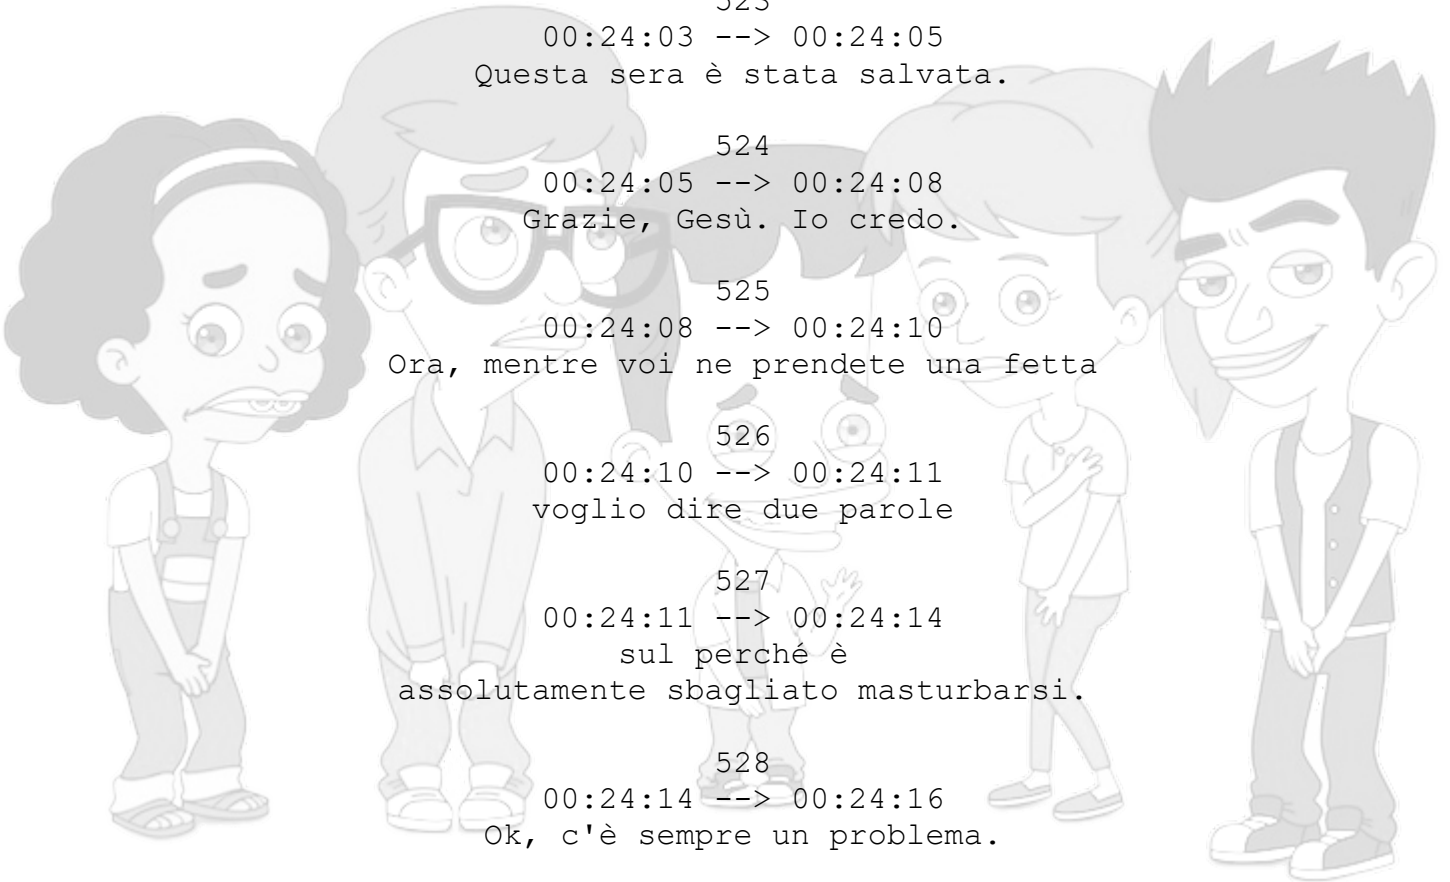 523
00:24:03 --> 00:24:05
Questa sera è stata salvata.
524
00:24:05 --> 00:24:08
Grazie, Gesù. Io credo.
525
00:24:08 --> 00:24:10
Ora, mentre voi ne prendete una fetta
526
00:24:10 --> 00:24:11
voglio dire due parole
527
00:24:11 --> 00:24:14
sul perché è
assolutamente sbagliato masturbarsi.
528
00:24:14 --> 00:24:16
Ok, c'è sempre un problema.